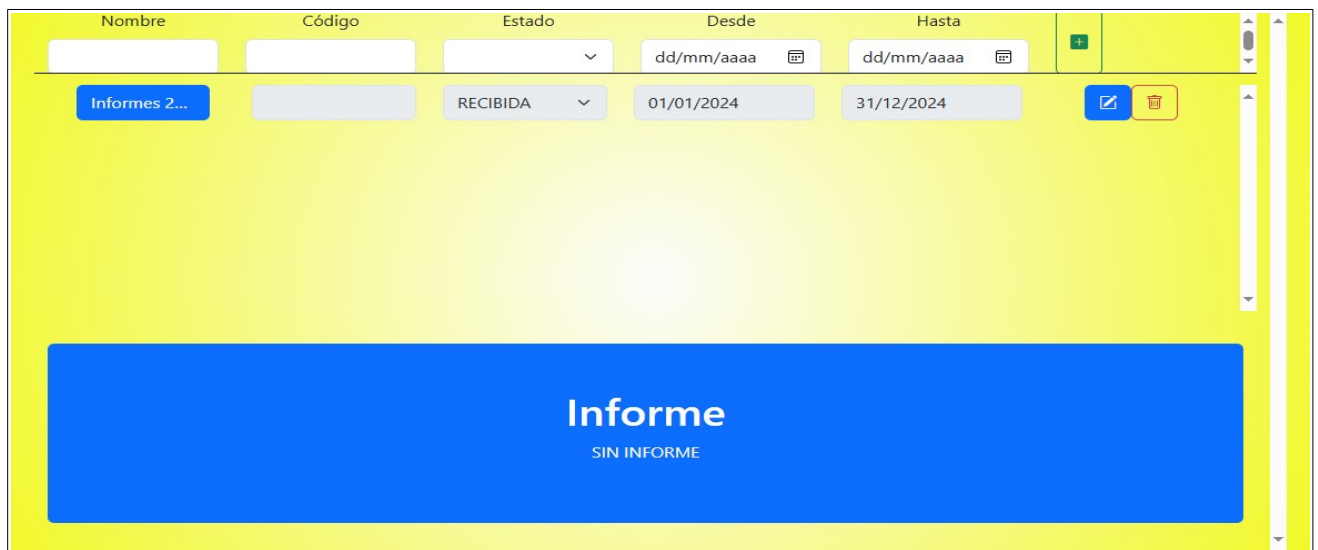 Nombre Código Estado Desde Hasta
dd/mm/aaaa dd/mm/aaaa
Informes 2... RECIBIDA 01/01/2024 31/12/2024
Informe
SIN INFORME